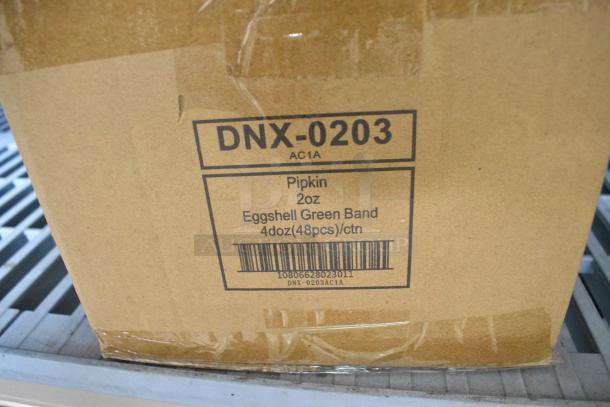 DNX-0203
AC1A
Pipkin
2oz
Eggshell Green Band
4doz(48pcs)/ctn
10806628023011
DNX-0203AC1A